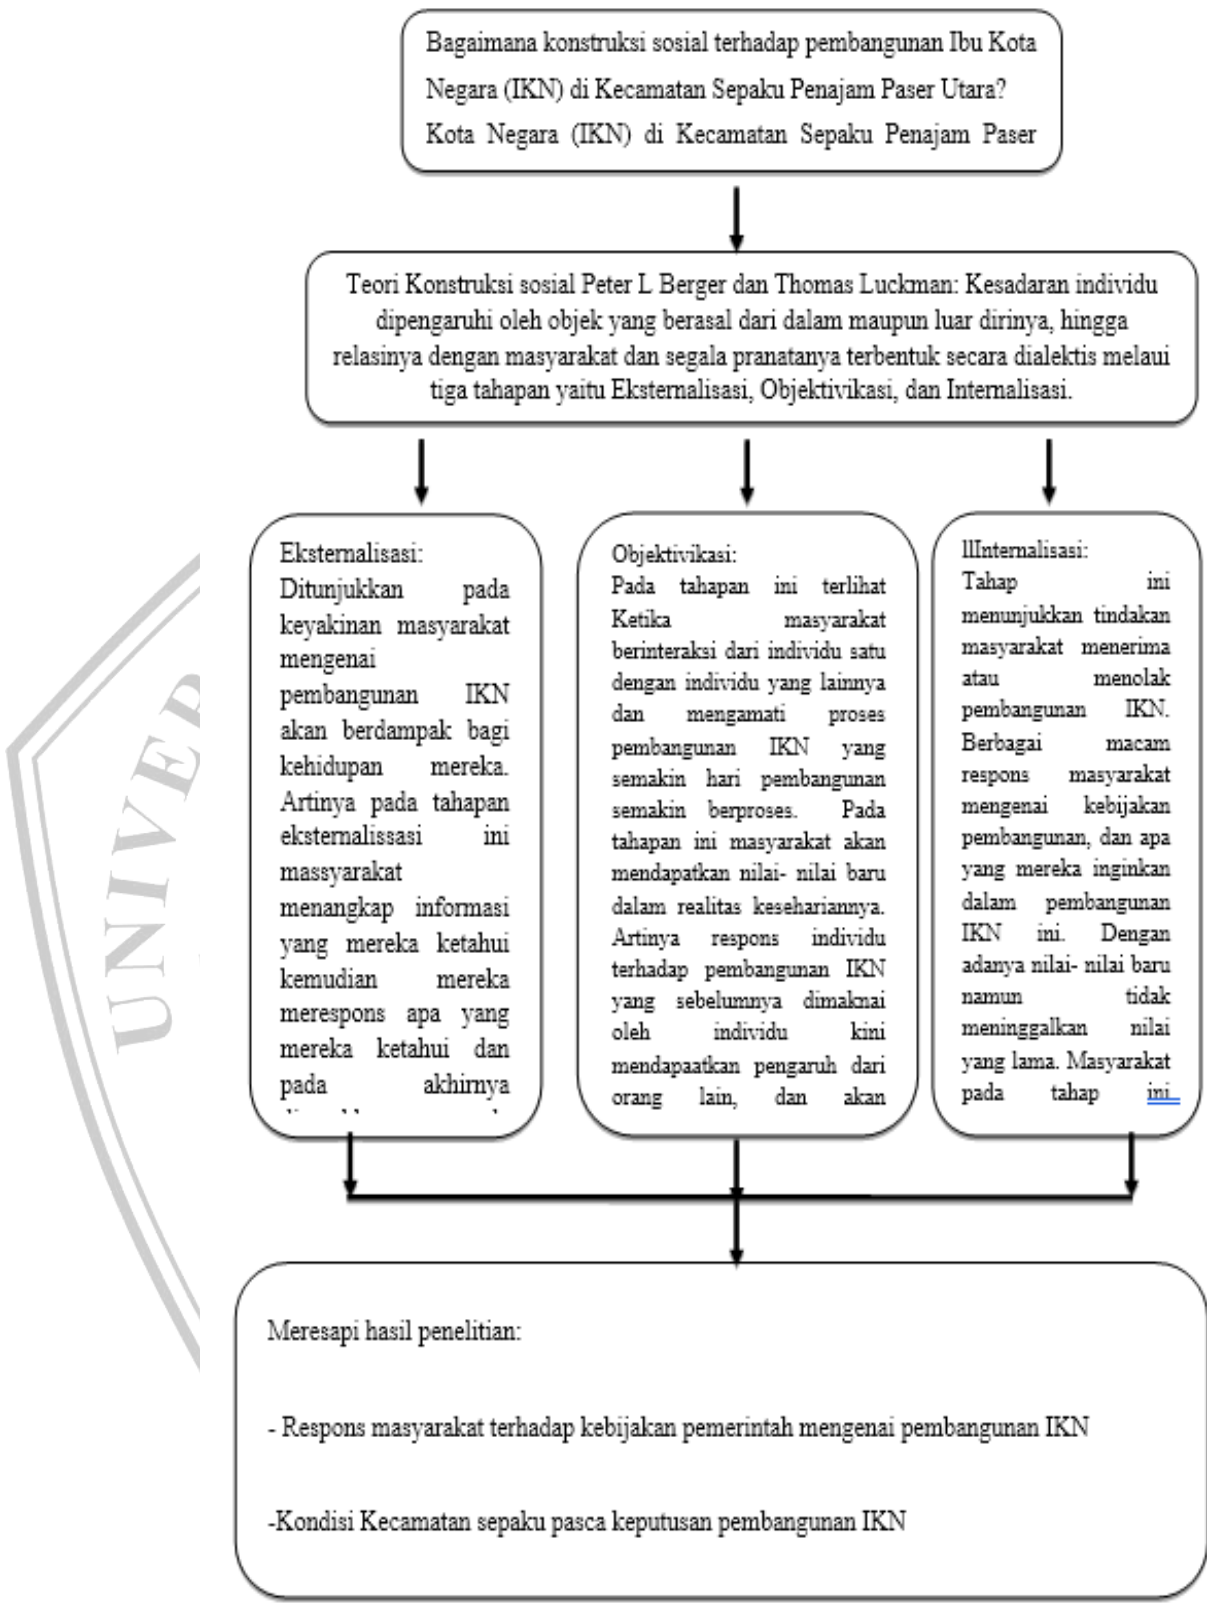 Bagaimana konstruksi sosial terhadap pembangunan Ibu Kota
Negara (IKN) di Kecamatan Sepaku Penajam Paser Utara?
Kota Negara (IKN) di Kecamatan Sepaku Penajam Paser
Teori Konstruksi sosial Peter L Berger dan Thomas Luckman: Kesadaran individu
dipengaruhi oleh objek yang berasal dari dalam maupun luar dirinya, hingga
relasinya dengan masyarakat dan segala pranatanya terbentuk secara dialektis melaui
tiga tahapan yaitu Eksternalisasi, Objektivikasi, dan Internalisasi.
Eksternalisasi:
Ditunjukkan pada
keyakinan masyarakat
mengenai
pembangunan IKN
akan berdampak bagi
kehidupan mereka.
Artinya pada tahapan
eksternalissasi ini
massyarakat
menangkap informasi
yang mereka ketahui
kemudian mereka
merespons apa yang
mereka ketahui dan
pada akhirnya
Objektivikasi:
Pada tahapan ini terlihat
Ketika masyarakat
berinteraksi dari individu satu
dengan individu yang lainnya
dan mengamati proses
pembangunan IKN yang
semakin hari pembangunan
semakin berproses. Pada
tahapan ini masyarakat akan
mendapatkan nilai- nilai baru
dalam realitas kesehariannya.
Artinya respons individu
terhadap pembangunan IKN
yang sebelumnya dimaknai
oleh individu kini
mendapaatkan pengaruh dari
orang lain, dan akan
llInternalisasi:
Tahap ini
menunjukkan tindakan
masyarakat menerima
atau menolak
pembangunan IKN.
Berbagai macam
respons masyarakat
mengenai kebijakan
pembangunan, dan apa
yang mereka inginkan
dalam pembangunan
IKN ini. Dengan
adanya nilai- nilai baru
namun tidak
meninggalkan nilai
yang lama. Masyarakat
pada tahap ini
Meresapi hasil penelitian:
- Respons masyarakat terhadap kebijakan pemerintah mengenai pembangunan IKN
-Kondisi Kecamatan sepaku pasca keputusan pembangunan IKN
UNIVER